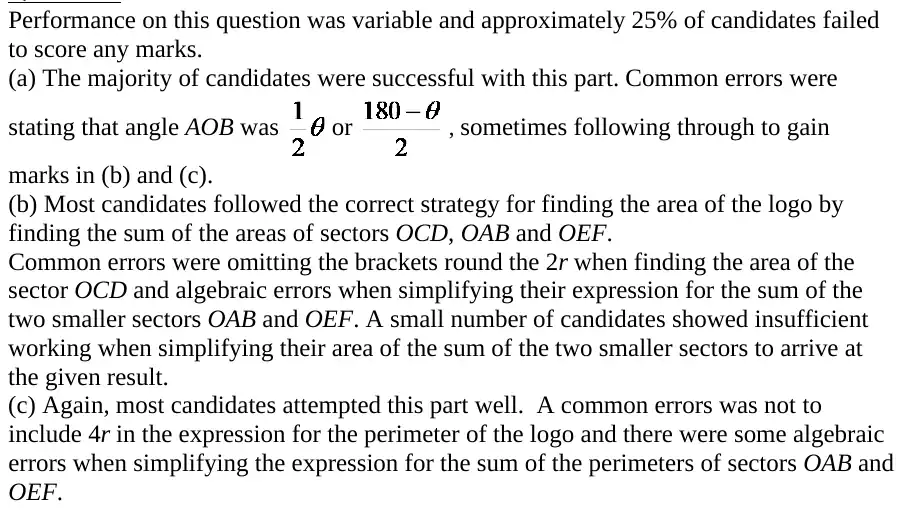 Performance on this question was variable and approximately 25% of candidates failed
to score any marks.
(a) The majority of candidates were successful with this part. Common errors were
stating that angle AOB was 1/2 θ or (180 – θ)/2 , sometimes following through to gain
marks in (b) and (c).
(b) Most candidates followed the correct strategy for finding the area of the logo by
finding the sum of the areas of sectors OCD, OAB and OEF.
Common errors were omitting the brackets round the 2r when finding the area of the
sector OCD and algebraic errors when simplifying their expression for the sum of the
two smaller sectors OAB and OEF. A small number of candidates showed insufficient
working when simplifying their area of the sum of the two smaller sectors to arrive at
the given result.
(c) Again, most candidates attempted this part well.  A common errors was not to
include 4r in the expression for the perimeter of the logo and there were some algebraic
errors when simplifying the expression for the sum of the perimeters of sectors OAB and
OEF.